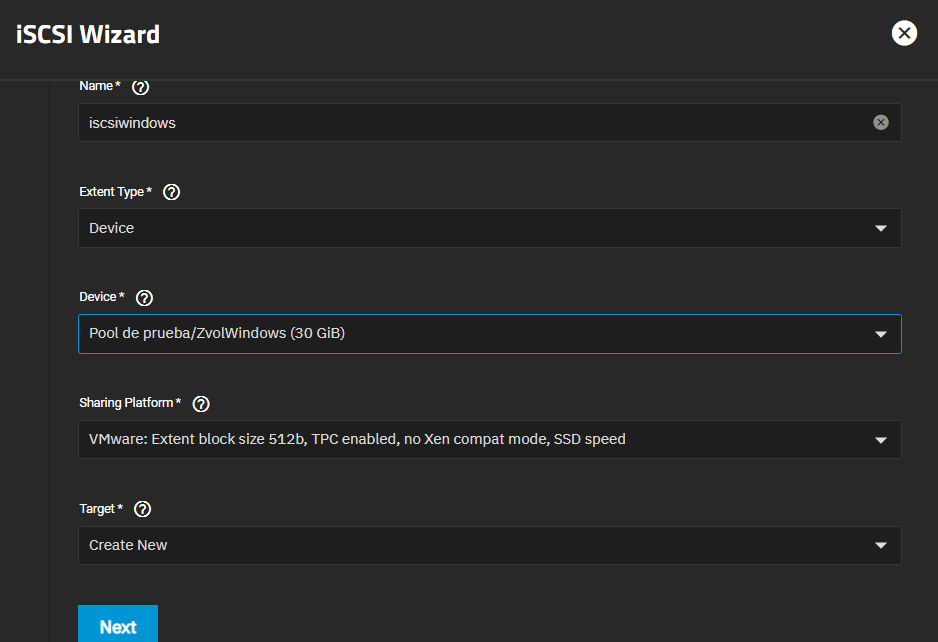 iSCSI Wizard
Name *
iscsiwindows
Extent Type *
Device
Device *
Pool de prueba/ZvolWindows (30 GiB)
Sharing Platform *
VMware: Extent block size 512b, TPC enabled, no Xen compat mode, SSD speed
Target *
Create New
Next